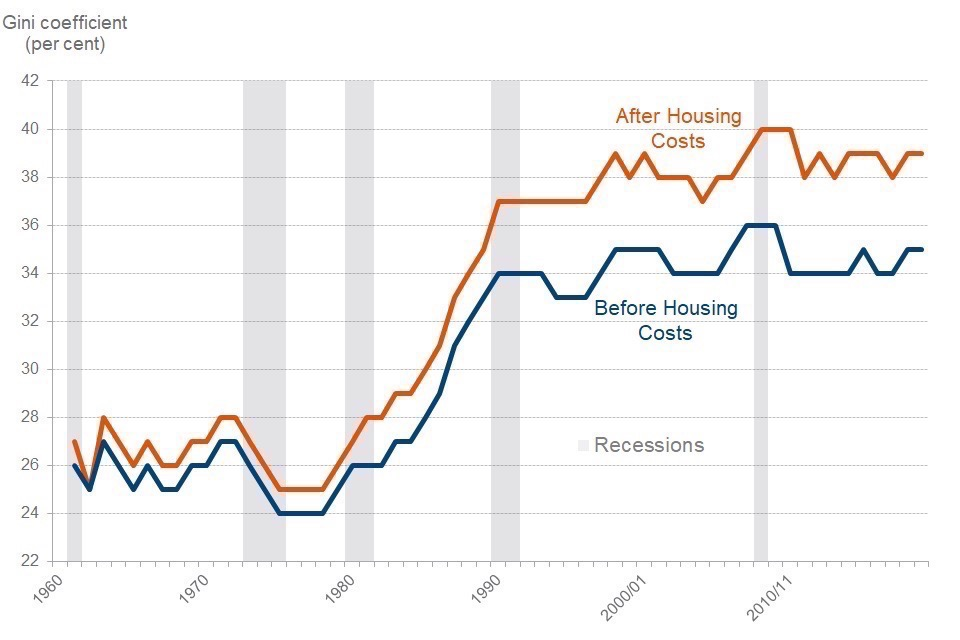 Gini coefficient
(per cent)
42
40
38
36
34
32
30
28
26
24
22
After Housing
Costs
Before Housing
Costs
Recessions
1960
1970
1980
1990
2000/01
2010/11